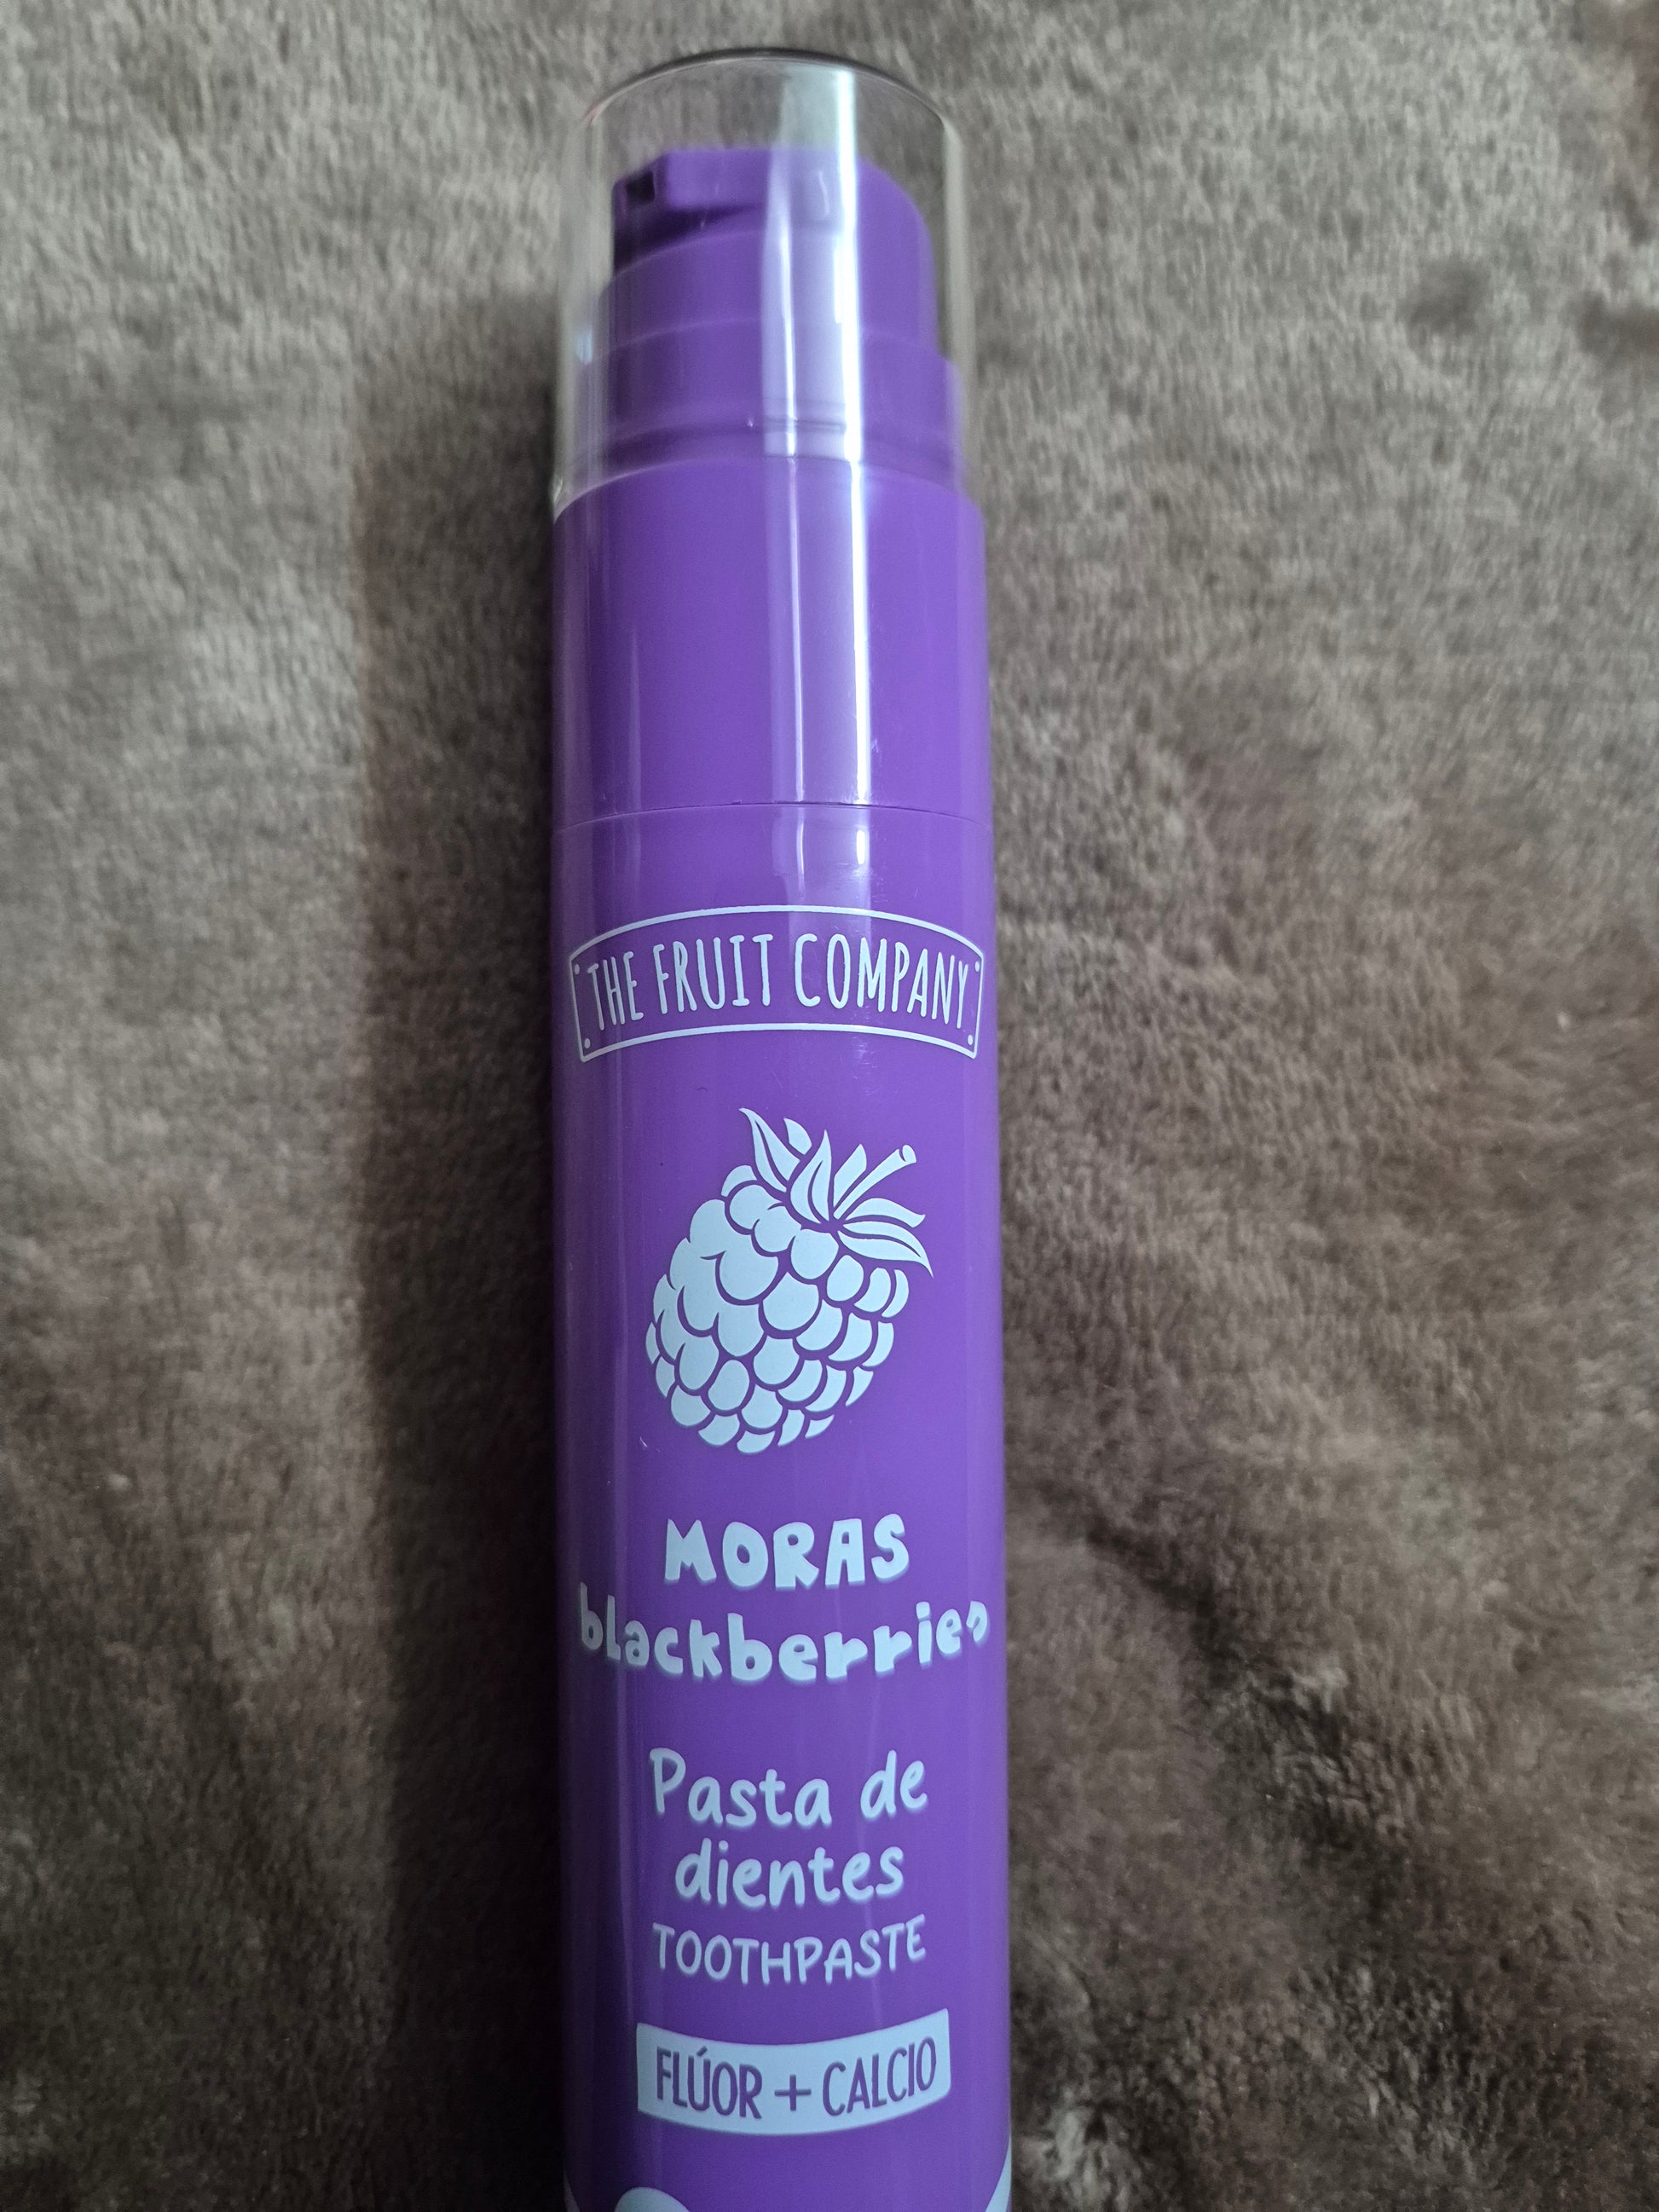 THE FRUIT COMPANY
MORAS
blackberries
Pasta de
dientes
TOOTHPASTE
FLÚOR + CALCIO